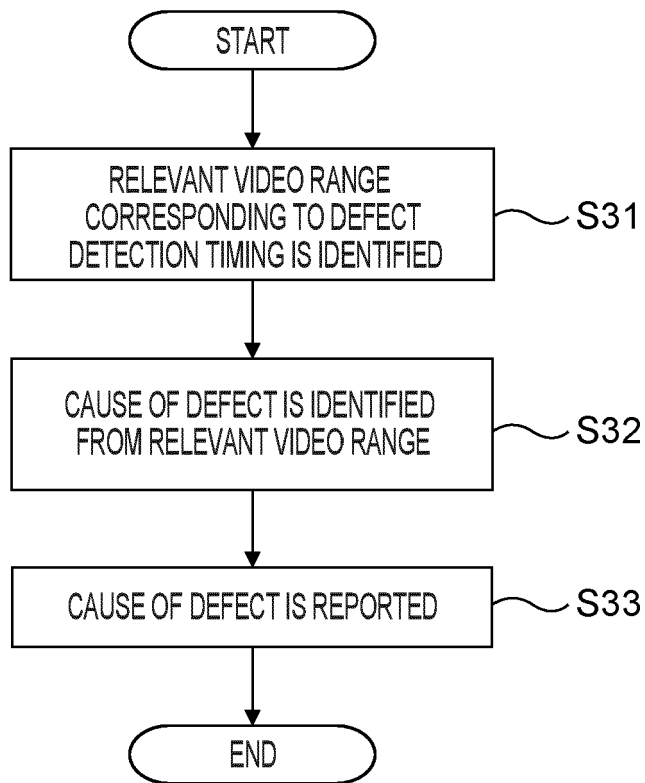 START
RELEVANT VIDEO RANGE
CORRESPONDING TO DEFECT
DETECTION TIMING IS IDENTIFIED
S31
CAUSE OF DEFECT IS IDENTIFIED
FROM RELEVANT VIDEO RANGE
S32
CAUSE OF DEFECT IS REPORTED
S33
END